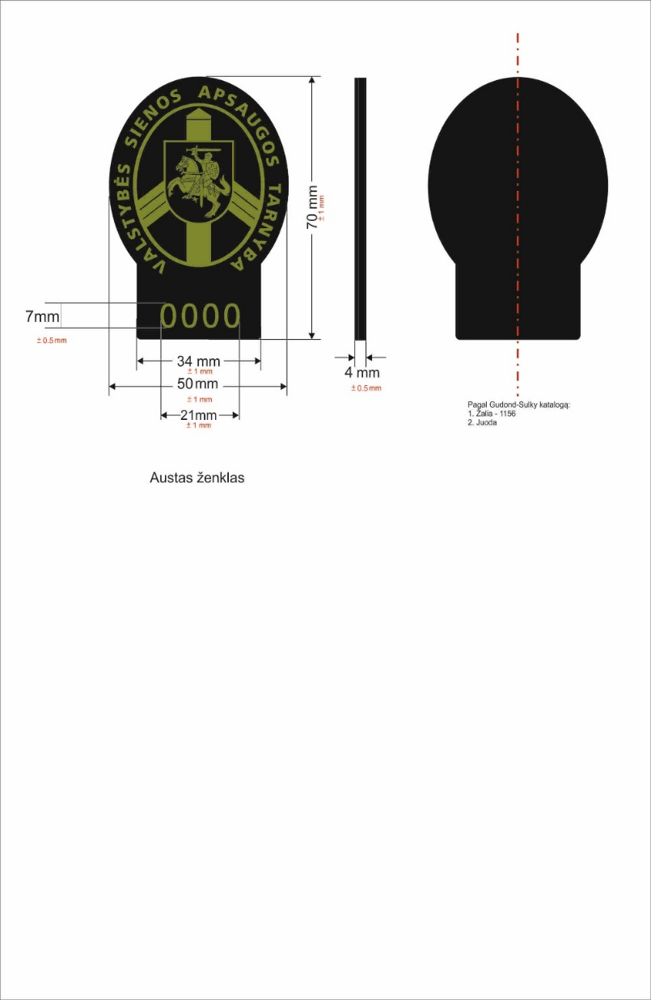 VALSTYBĖS SIENOS APSAUGOS TARNYBA
0000
70 mm
± 1 mm
7mm
± 0.5mm
34 mm
± 1 mm
50mm
± 1 mm
21mm
± 1 mm
4 mm
± 0.5mm
Pagal Gudond-Sulky katalogą:
1. Žalia - 1156
2. Juoda
Austas ženklas